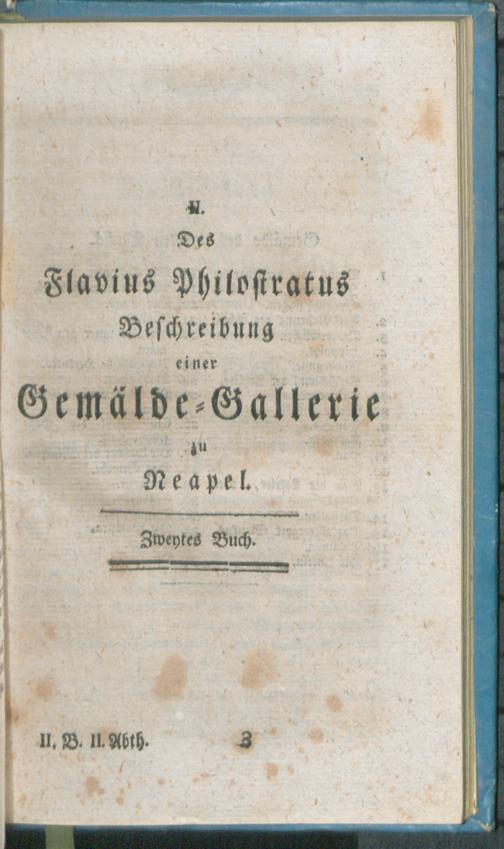 II.
Des
Flavius Philostratus
Beschreibung
einer
Gemälde-Gallerie
zu
Neapel.
Zweytes Buch.
II. B. II. Abth. 3